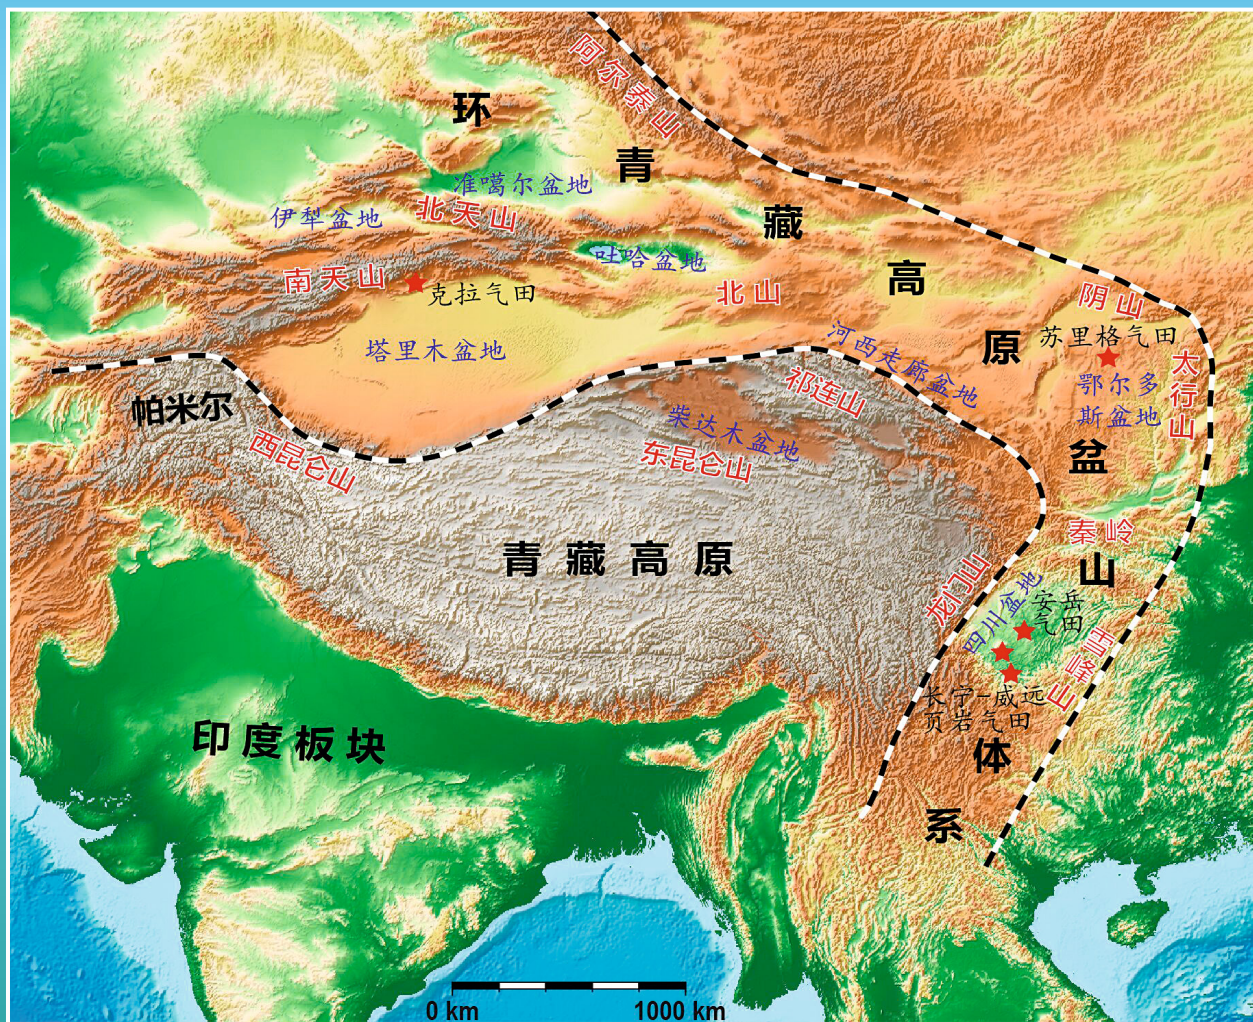 阿尔泰山
环青藏高原盆山体系
准噶尔盆地
伊犁盆地
北天山
吐哈盆地
南天山
克拉气田
北山
阴山
塔里木盆地
河西走廊盆地
苏里格气田
太行山
鄂尔多
斯盆地
帕米尔
祁连山
柴达木盆地
西昆仑山
东昆仑山
秦岭
青藏高原
龙门山
四川盆地
安岳
气田
雪峰山
长宁-威远
页岩气田
印度板块
0 km
1000 km